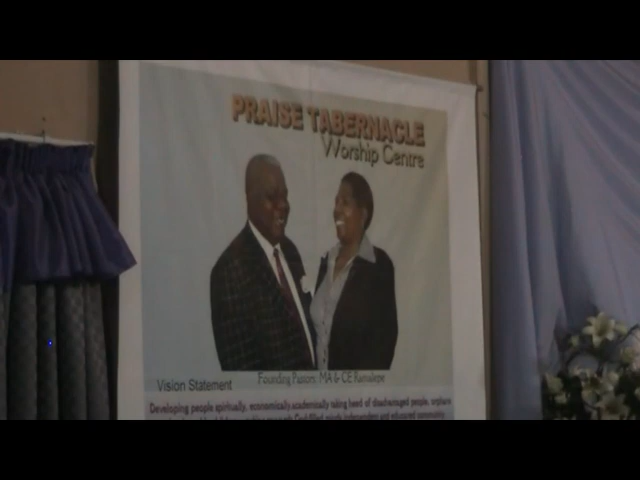 PRAISE TABERNACLE
Worship Centre
Founding Pastors: MA & CE
Vision Statement
Developing people spiritually, economically, academically taking heed of disadvantaged people, orphans